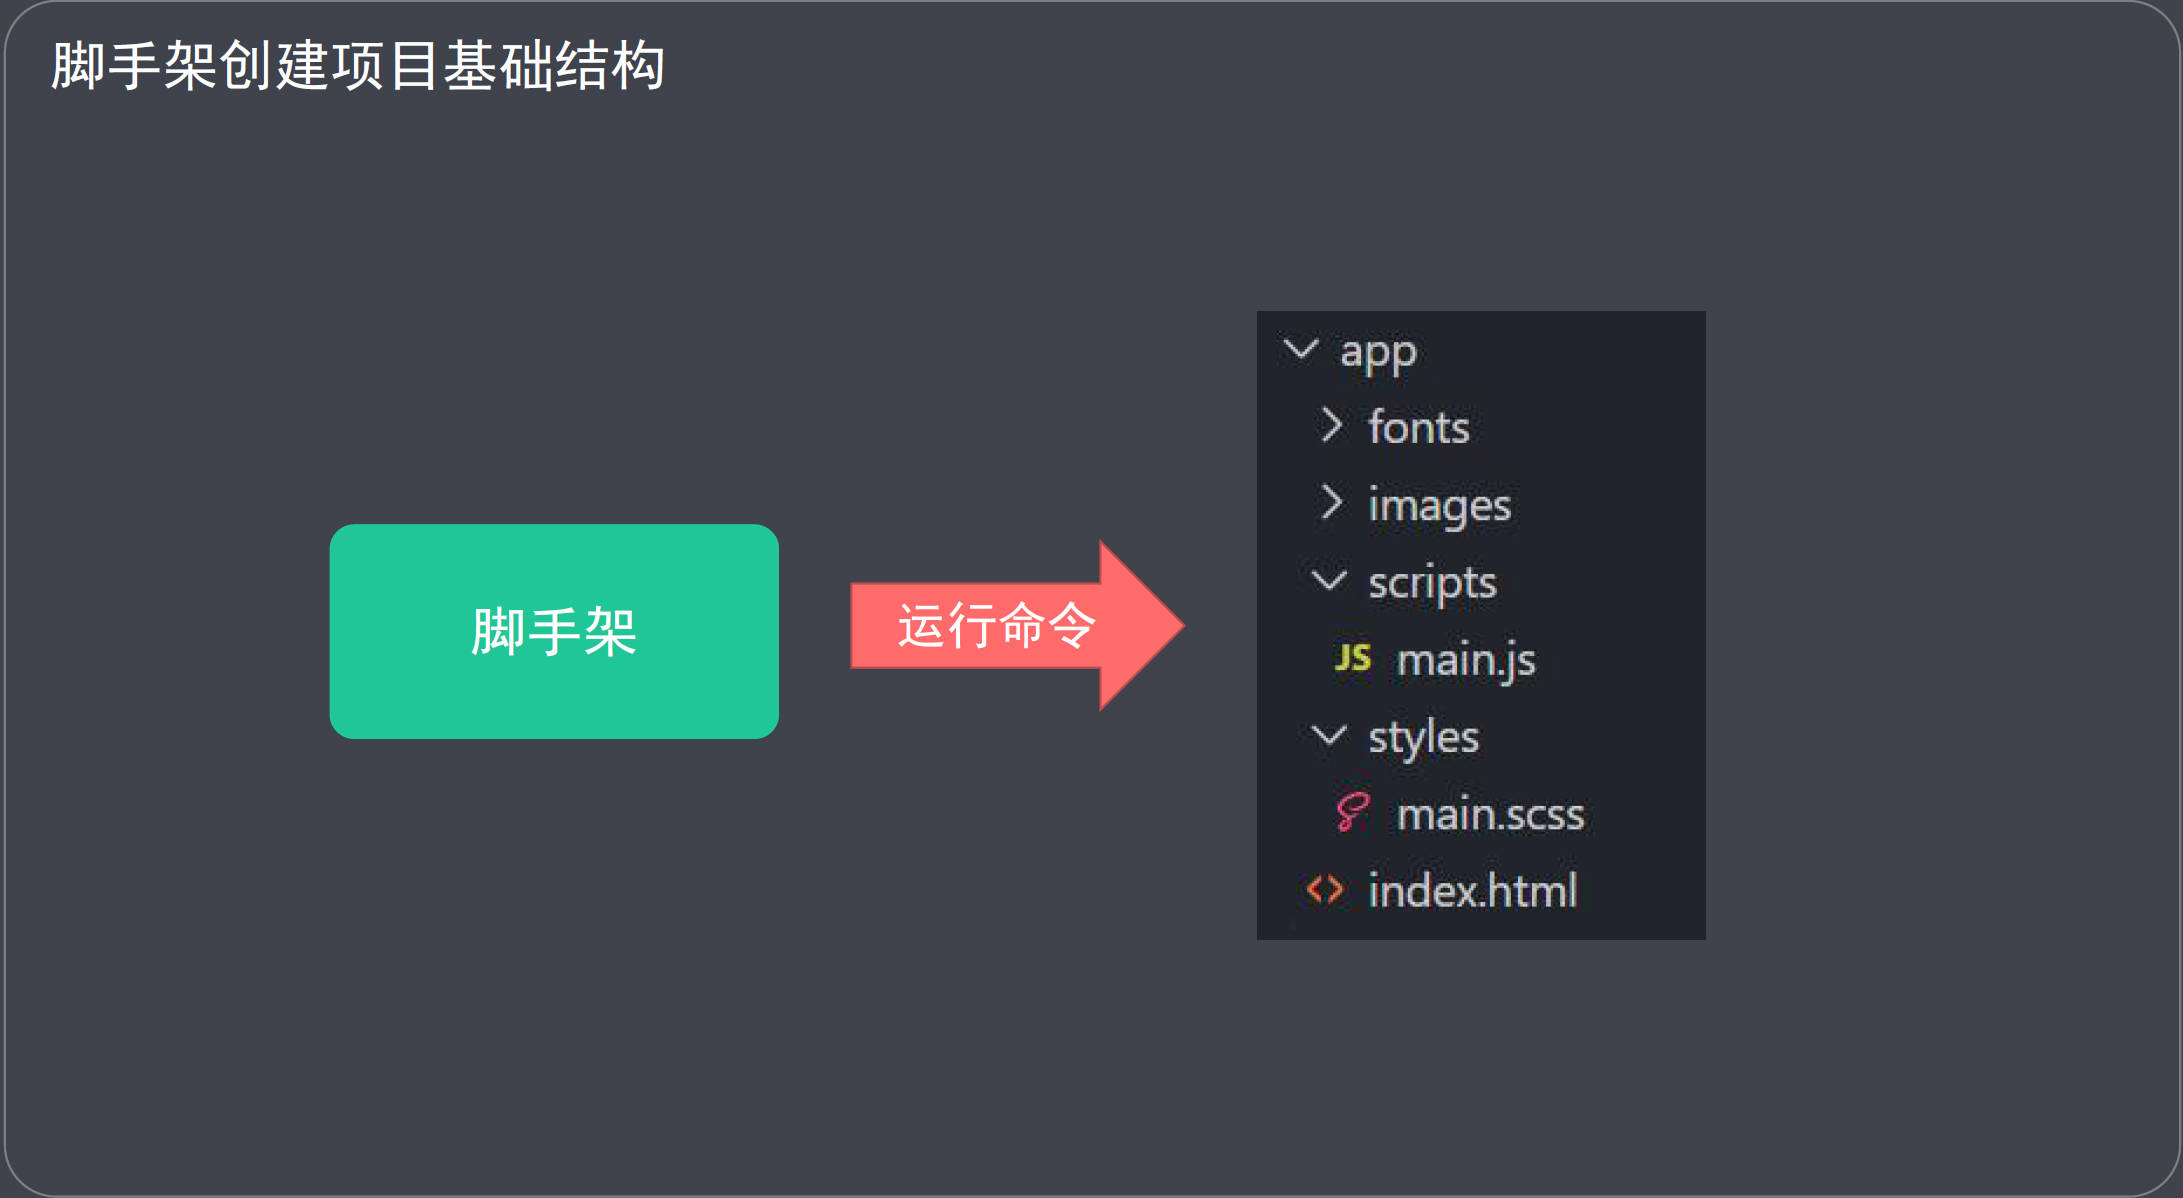 脚手架创建项目基础结构
脚手架
运行命令
app
fonts
images
scripts
JS main.js
styles
main.scss
<> index.html